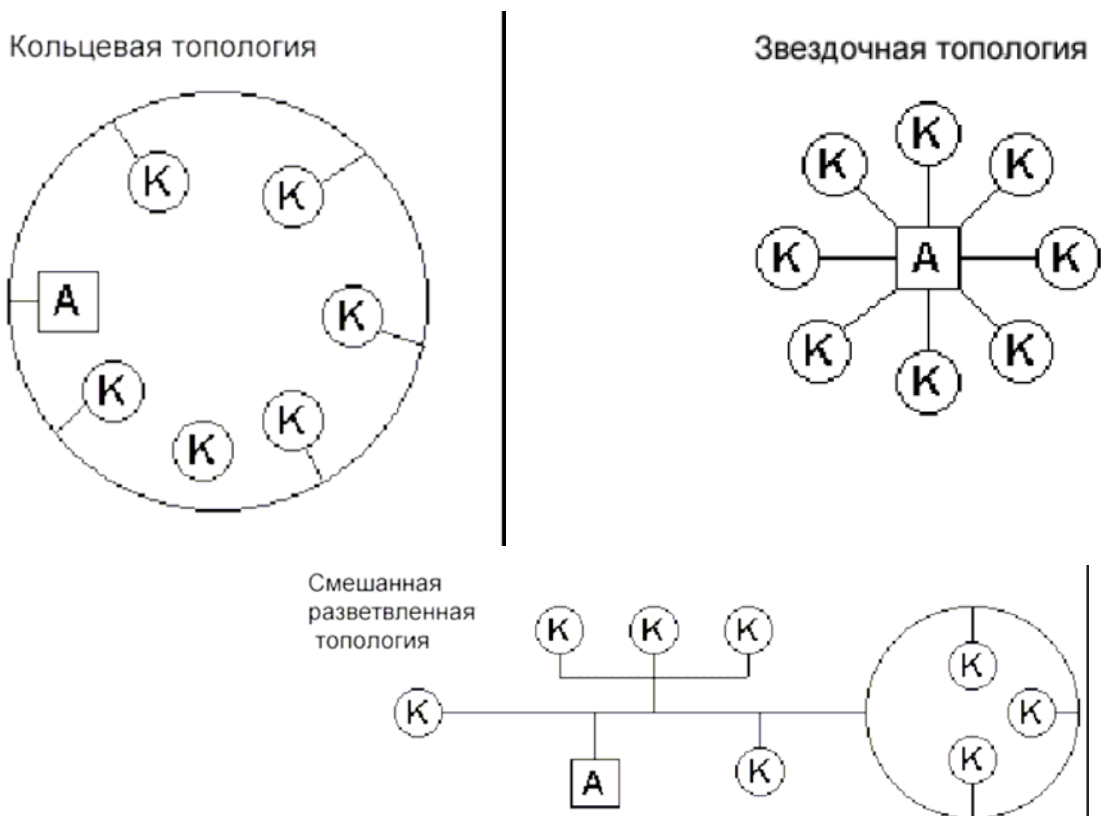 Кольцевая топология
К
К
А
К
К
К
К
Звездочная топология
К
К
К
К
А
К
К
К
К
Смешанная
разветвленная
топология
К
К
К
К
К
К
К
А
К
К